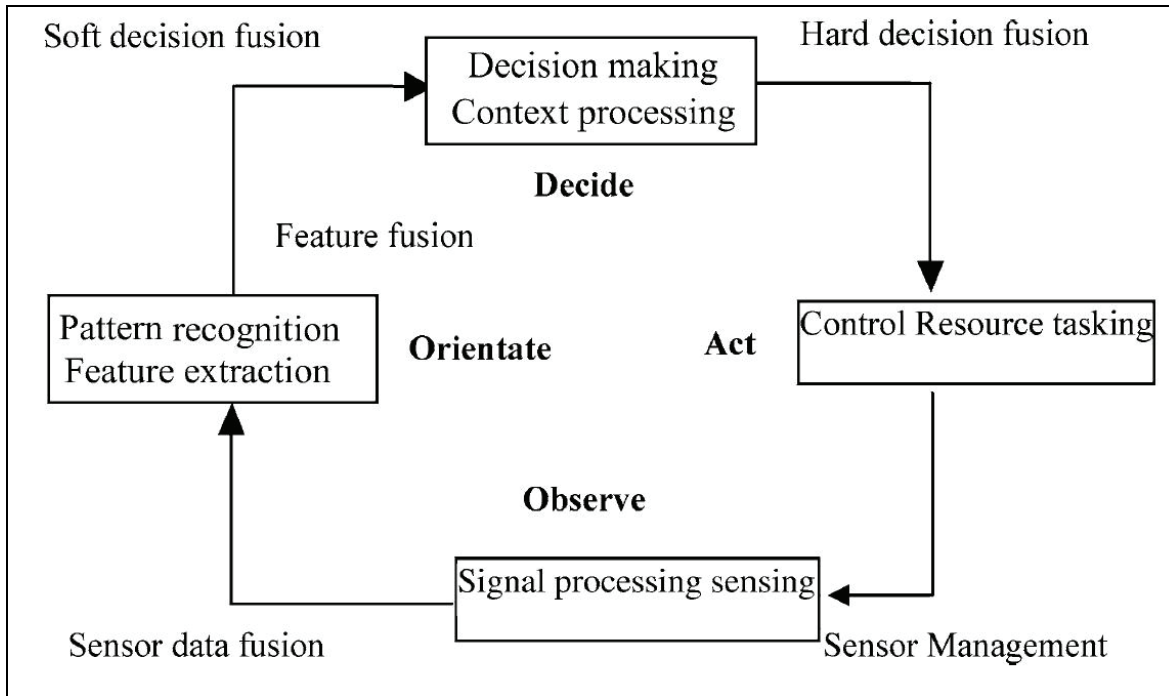 Soft decision fusion
Hard decision fusion
Decision making
Context processing
Decide
Feature fusion
Pattern recognition
Feature extraction
Orientate
Act
Control Resource tasking
Observe
Signal processing sensing
Sensor data fusion
Sensor Management